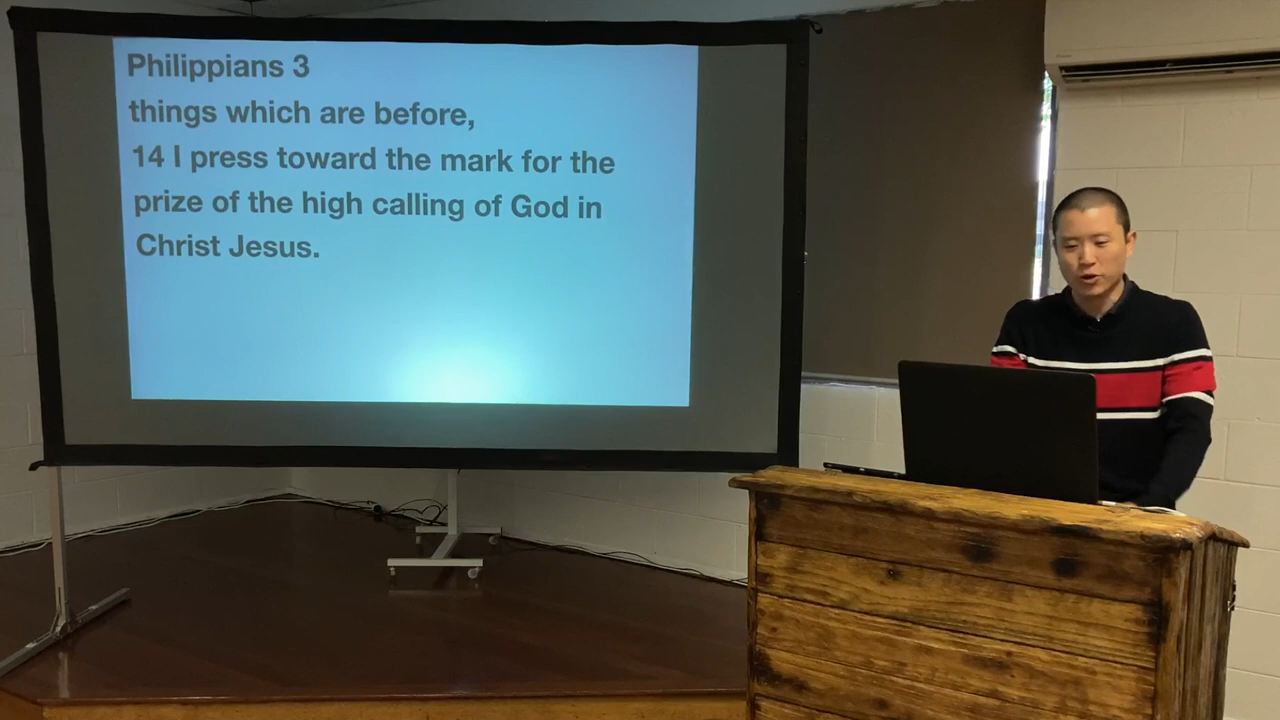 Philippians 3
things which are before,
14 I press toward the mark for the
prize of the high calling of God in
Christ Jesus.